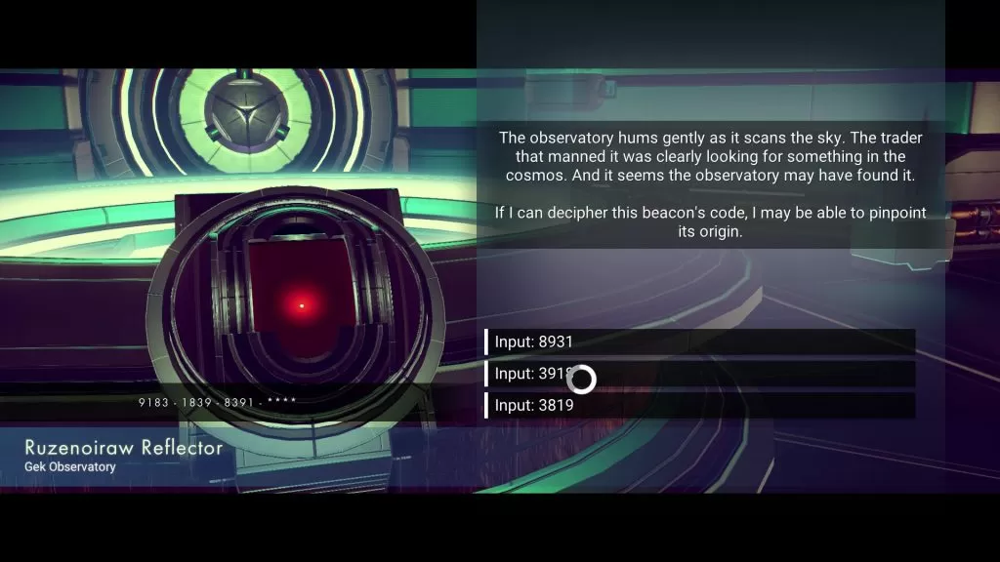 The observatory hums gently as it scans the sky. The trader
that manned it was clearly looking for something in the
cosmos. And it seems the observatory may have found it.
If I can decipher this beacon's code, I may be able to pinpoint
its origin.
Input: 8931
Input: 3918
Input: 3819
9183 - 1839 - 8391 - ****
Ruzenoiraw Reflector
Gek Observatory